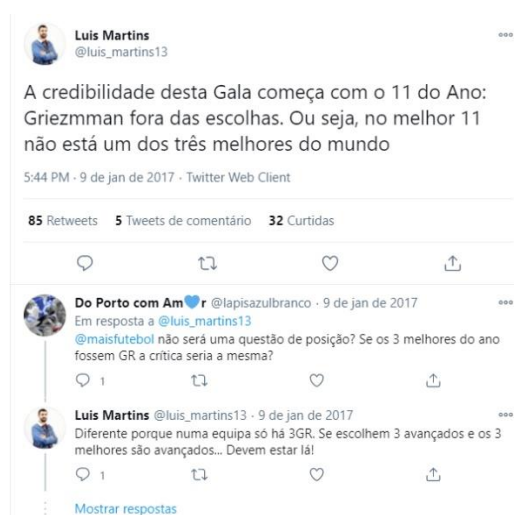 Luis Martins
@luis_martins13
A credibilidade desta Gala começa com o 11 do Ano:
Griezmman fora das escolhas. Ou seja, no melhor 11
não está um dos três melhores do mundo
5:44 PM · 9 de jan de 2017 · Twitter Web Client
85 Retweets 5 Tweets de comentário 32 Curtidas
Do Porto com Am💙r @lapisazulbranco · 9 de jan de 2017
Em resposta a @luis_martins13
@maisfutebol não será uma questão de posição? Se os 3 melhores do ano
fossem GR a crítica seria a mesma?
1
Luis Martins @luis_martins13 · 9 de jan de 2017
Diferente porque numa equipa só há 3GR. Se escolhem 3 avançados e os 3
melhores são avançados... Devem estar lá!
1
Mostrar respostas